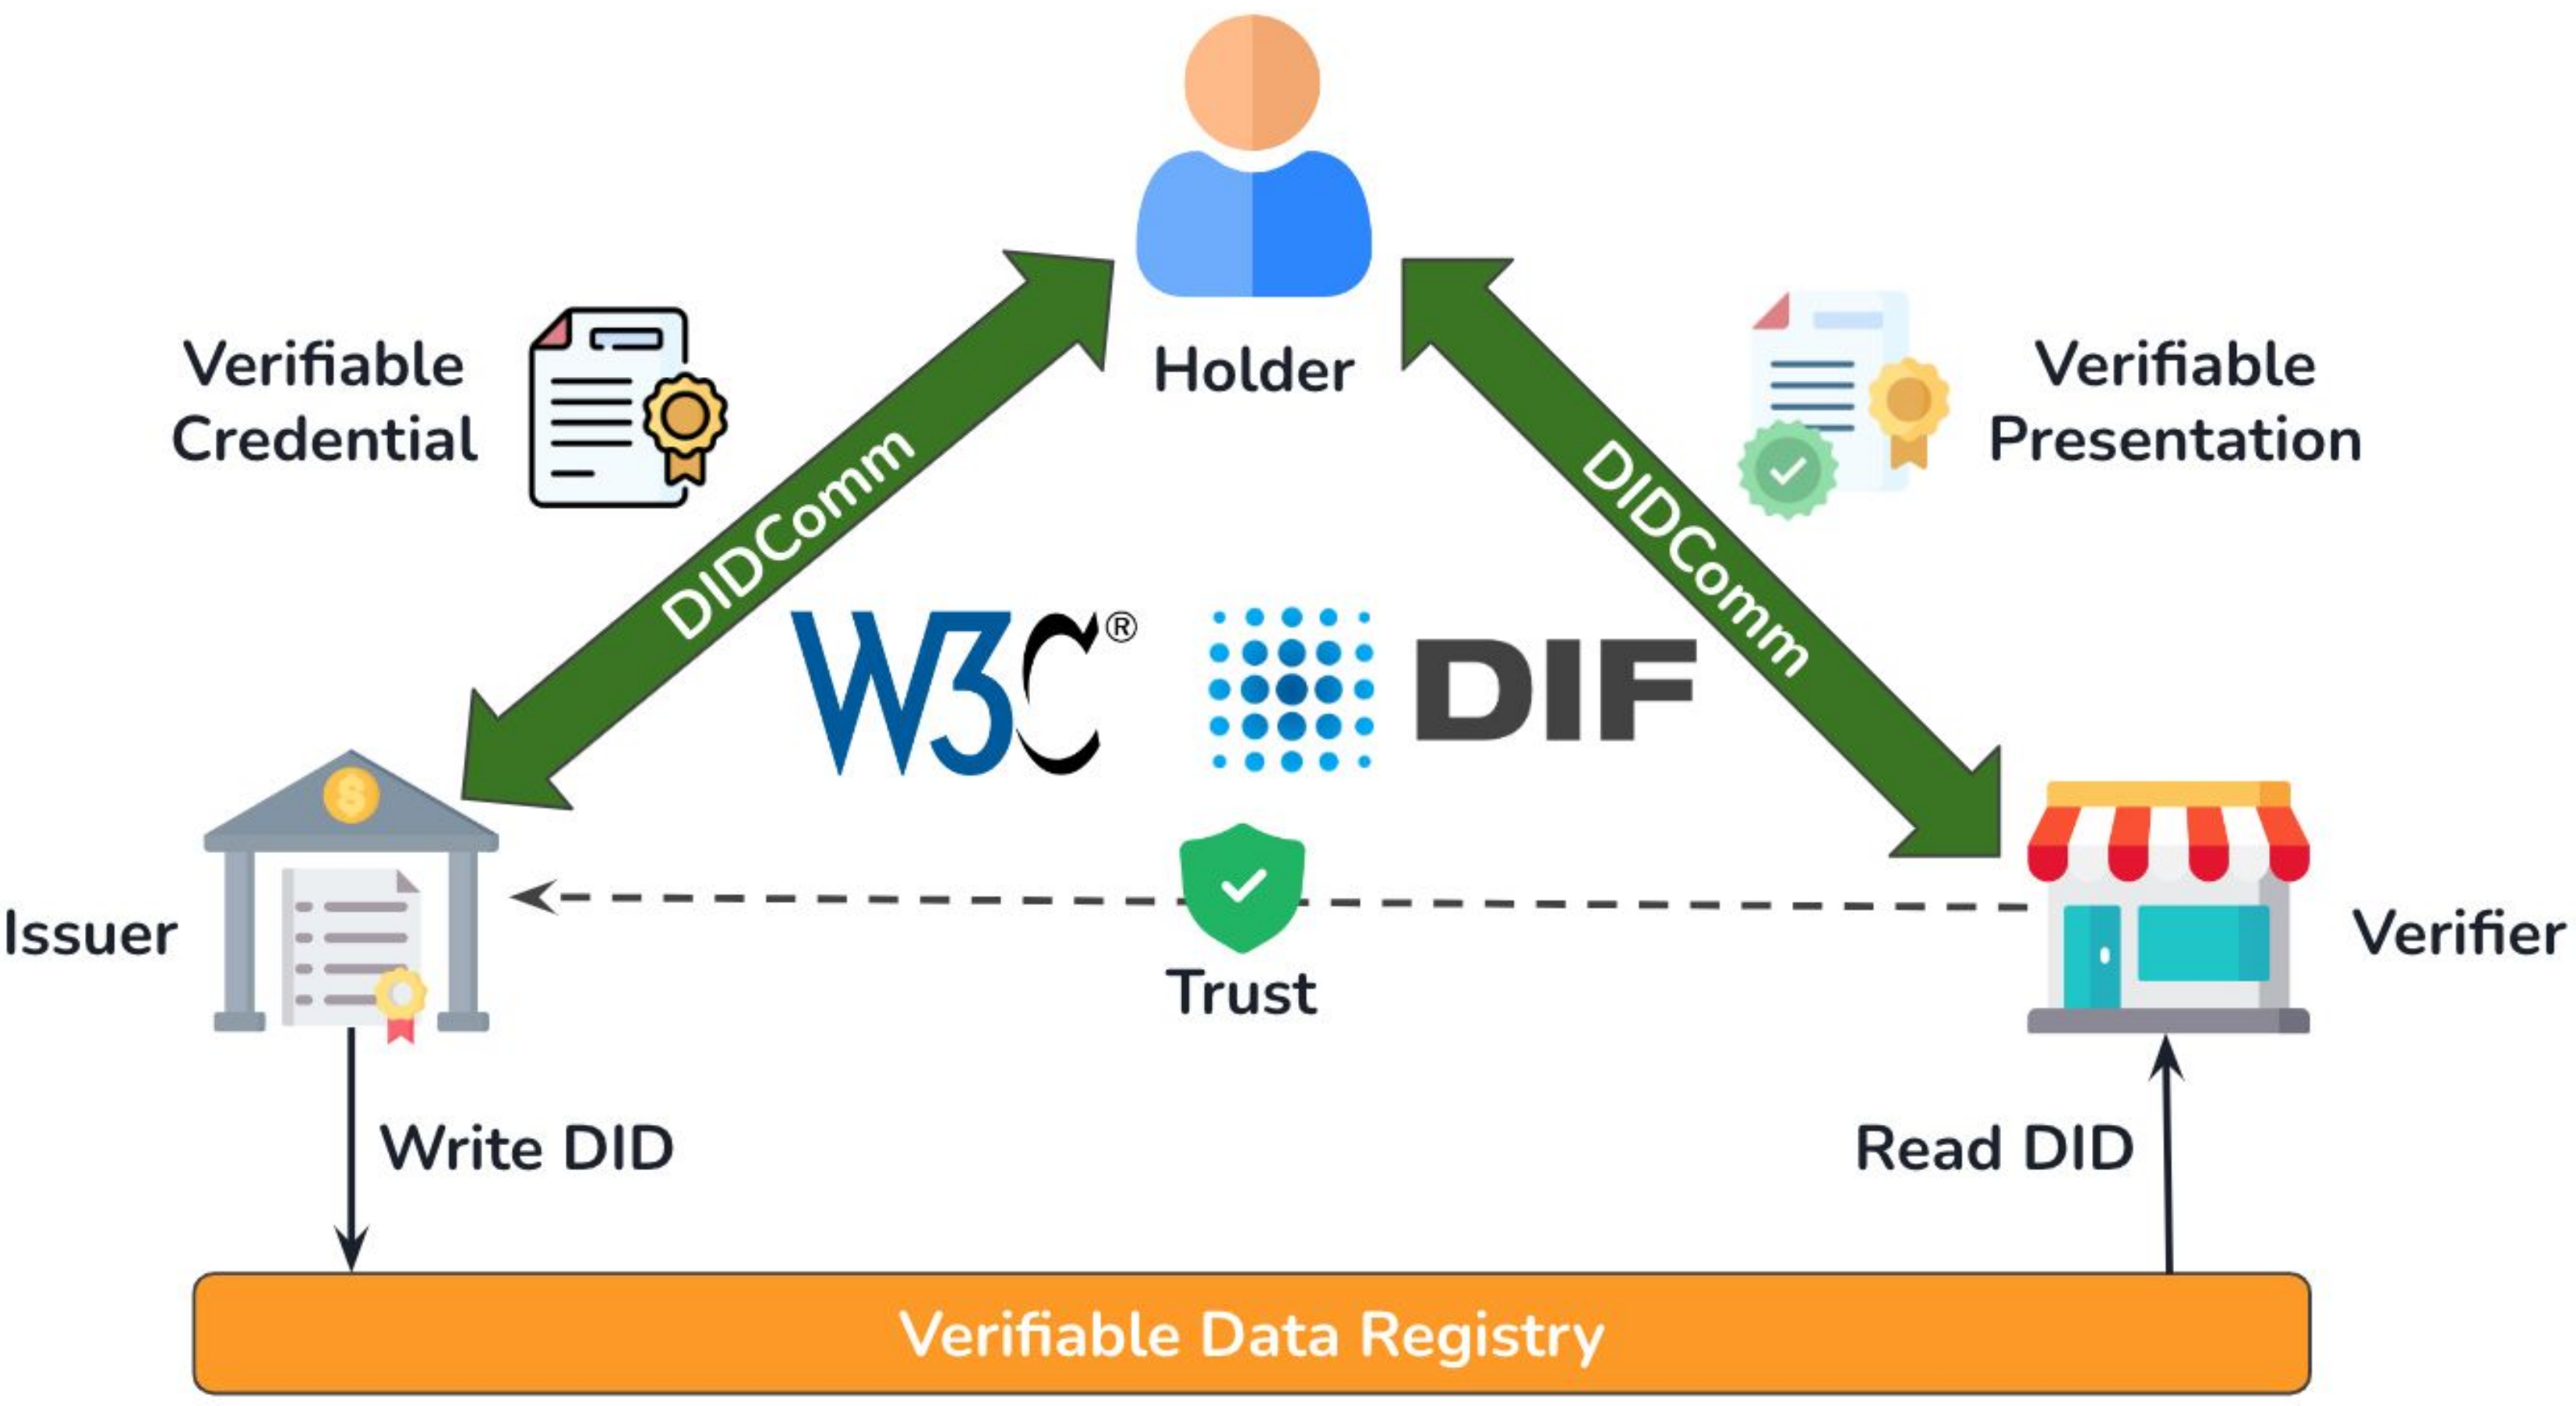 Holder
Verifiable
Credential
Verifiable
Presentation
DIDComm
DIDComm
W3C®
DIF
Issuer
Trust
Verifier
Write DID
Read DID
Verifiable Data Registry